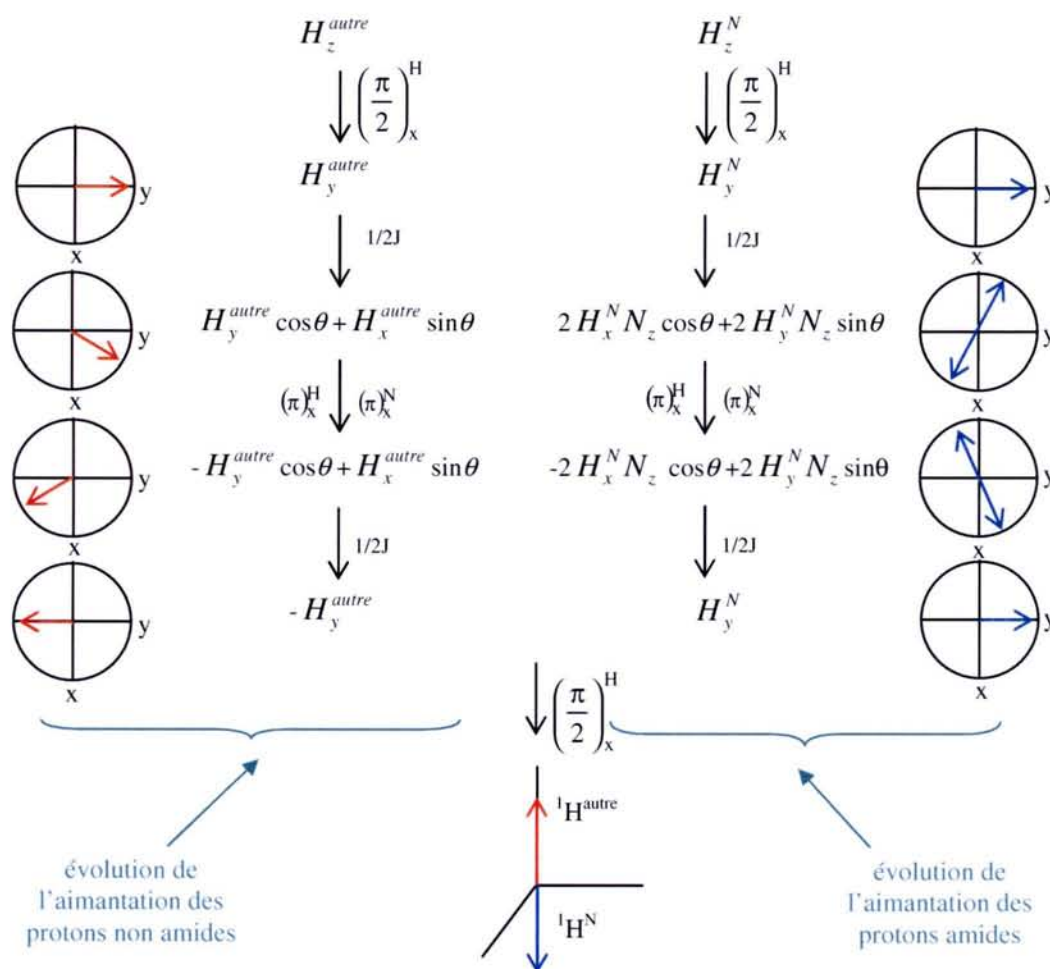 H_z^{autre} H_z^N
(π/2)_x^H (π/2)_x^H
H_y^{autre} H_y^N
y y
x 1/2J 1/2J x
H_y^{autre} cosθ + H_x^{autre} sinθ 2 H_x^N N_z cosθ +2 H_y^N N_z sinθ
y y
(π)_x^H (π)_x^N (π)_x^H (π)_x^N
x x
- H_y^{autre} cosθ + H_x^{autre} sinθ -2 H_x^N N_z cosθ +2 H_y^N N_z sinθ
y y
x 1/2J 1/2J x
- H_y^{autre} H_y^N
y y
x x
(π/2)_x^H
^1H^{autre}
^1H^N
évolution de
l'aimantation des
protons non amides
évolution de
l'aimantation des
protons amides